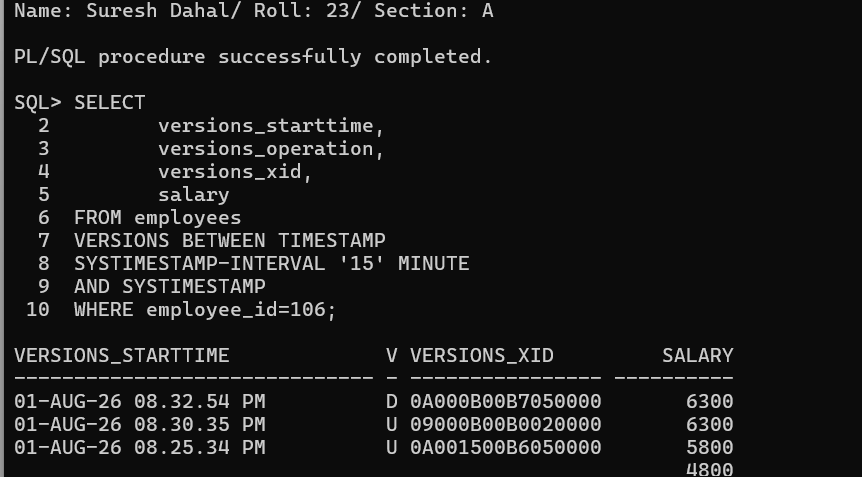 Name: Suresh Dahal/ Roll: 23/ Section: A
PL/SQL procedure successfully completed.
SQL> SELECT
2 versions_starttime,
3 versions_operation,
4 versions_xid,
5 salary
6 FROM employees
7 VERSIONS BETWEEN TIMESTAMP
8 SYSTIMESTAMP-INTERVAL '15' MINUTE
9 AND SYSTIMESTAMP
10 WHERE employee_id=106;
VERSIONS_STARTTIME V VERSIONS_XID SALARY
------------------------------ - ---------------- ----------
01-AUG-26 08.32.54 PM D 0A000B00B7050000 6300
01-AUG-26 08.30.35 PM U 09000B00B0020000 6300
01-AUG-26 08.25.34 PM U 0A001500B6050000 5800
4800